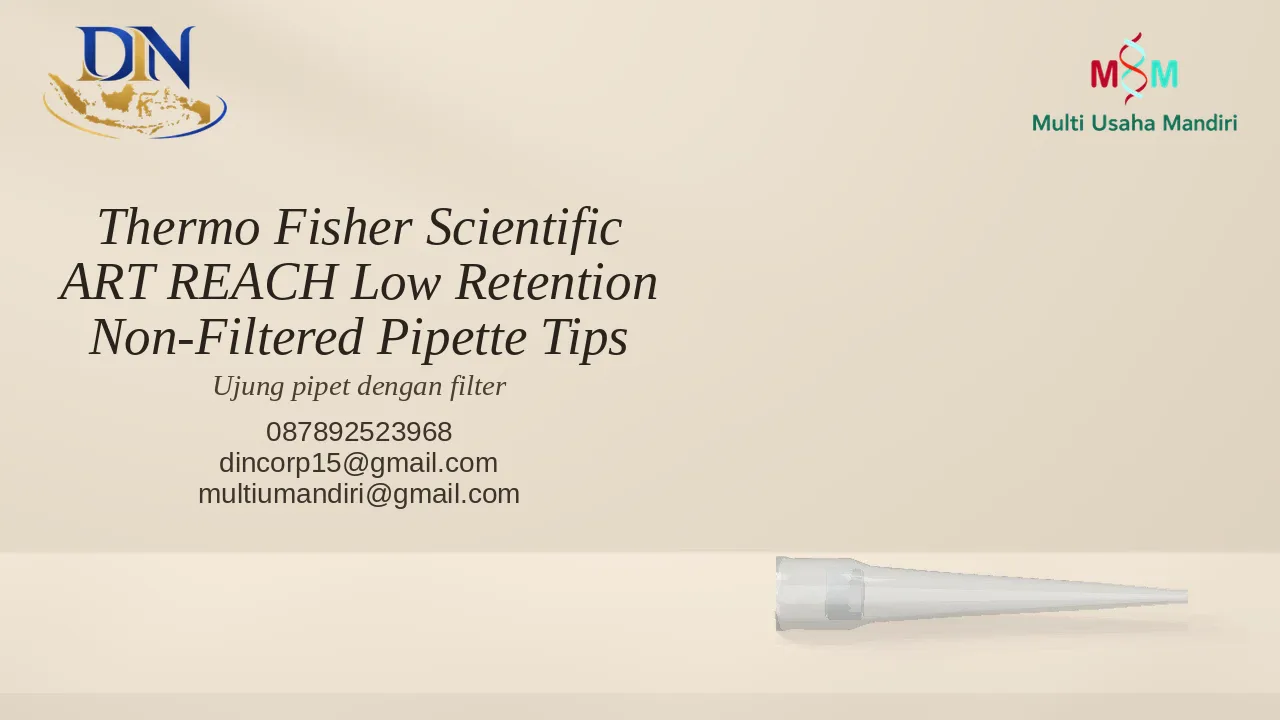 DIN
M M
Multi Usaha Mandiri
Thermo Fisher Scientific
ART REACH Low Retention
Non-Filtered Pipette Tips
Ujung pipet dengan filter
087892523968
dincorp15@gmail.com
multiumandiri@gmail.com